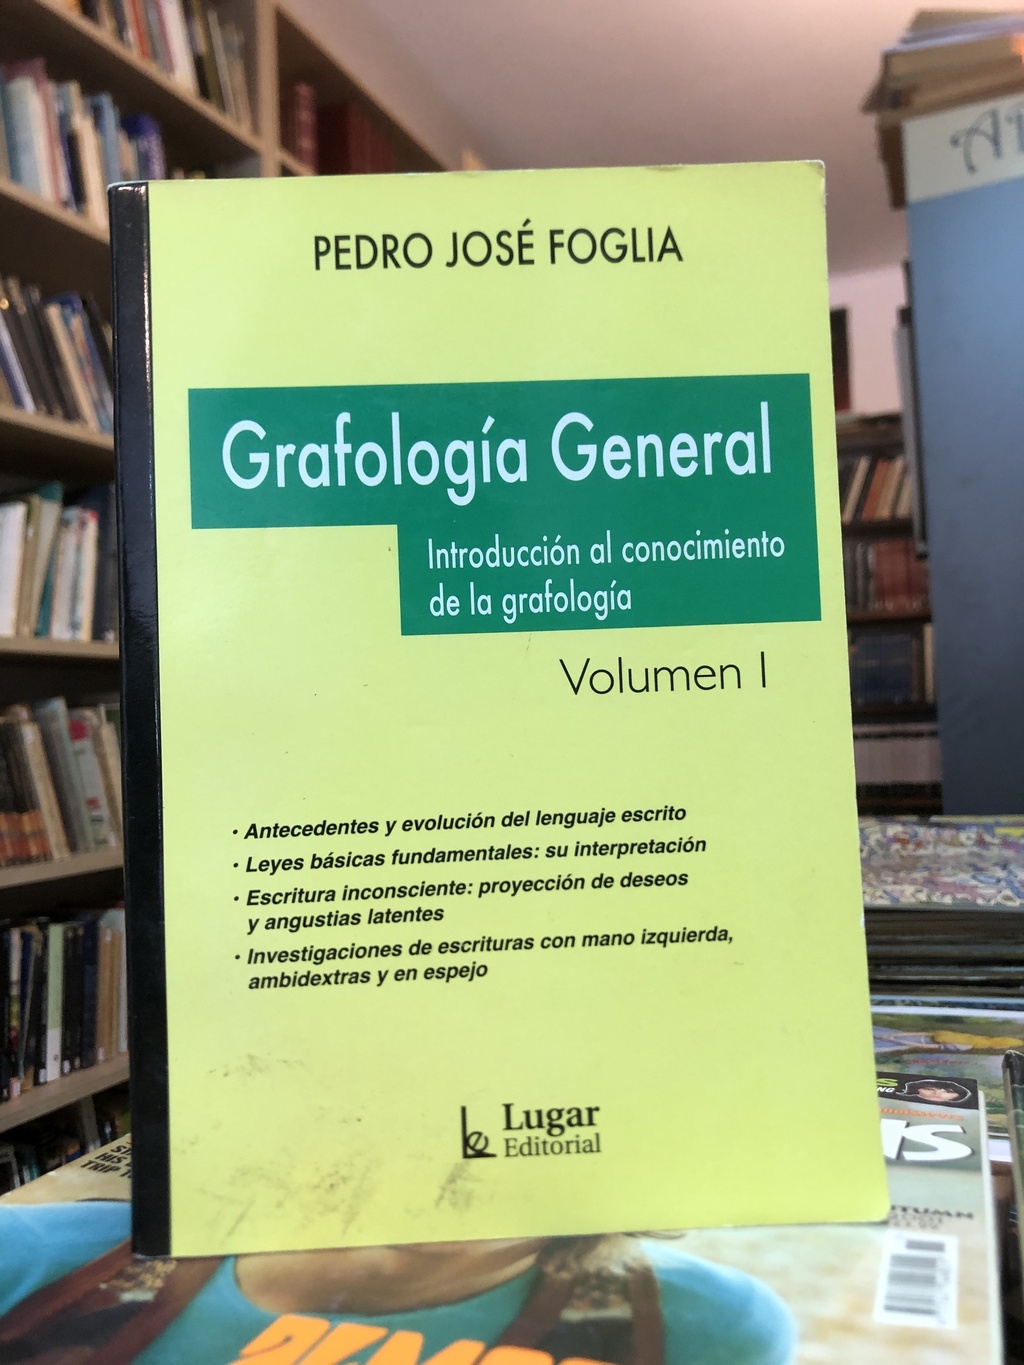 PEDRO JOSÉ FOGLIA
Grafología General
Introducción al conocimiento
de la grafología
Volumen I
· Antecedentes y evolución del lenguaje escrito
· Leyes básicas fundamentales: su interpretación
· Escritura inconsciente: proyección de deseos
y angustias latentes
· Investigaciones de escrituras con mano izquierda,
ambidextras y en espejo
Lugar
Editorial
HIS
TRIP